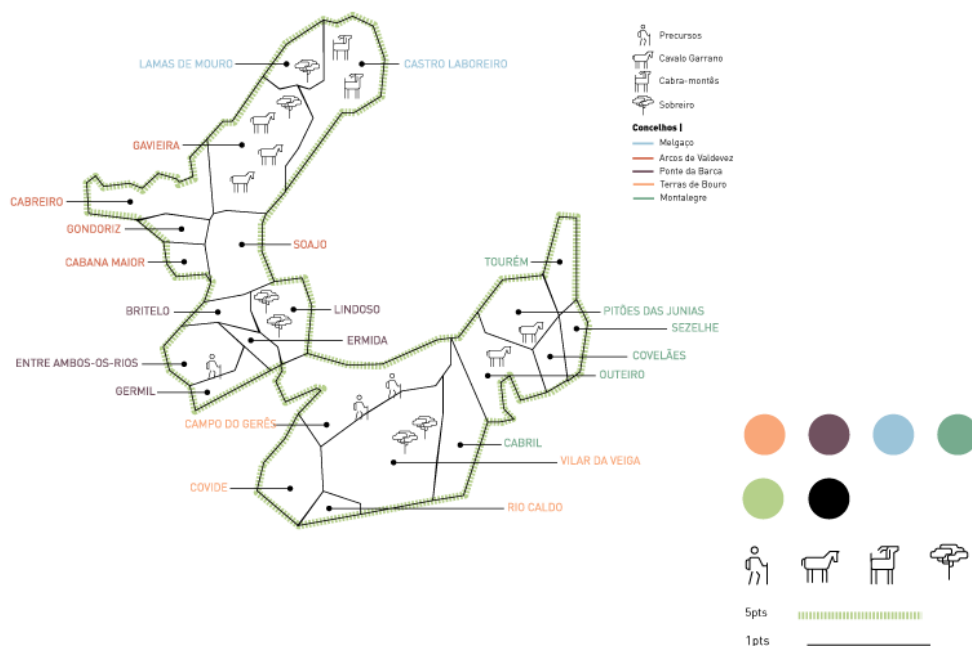 Precursos
Cavalo Garrano
Cabra-montês
Sobreiro
Concelhos |
Melgaço
Arcos de Valdevez
Ponte da Barca
Terras de Bouro
Montalegre
LAMAS DE MOURO
CASTRO LABOREIRO
GAVIEIRA
CABREIRO
GONDORIZ
SOAJO
CABANA MAIOR
TOURÉM
BRITELO
LINDOSO
PITÕES DAS JUNIAS
SEZELHE
ERMIDA
COVELÃES
ENTRE AMBOS-OS-RIOS
OUTEIRO
GERMIL
CAMPO DO GERÊS
CABRIL
VILAR DA VEIGA
COVIDE
RIO CALDO
5pts
1pts